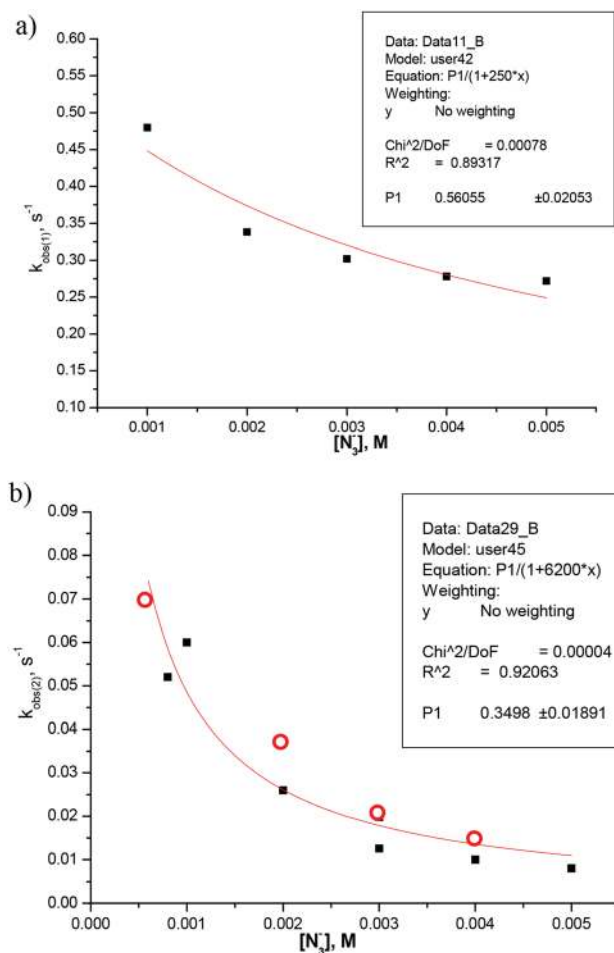 a)
Data: Data11_B
Model: user42
Equation: P1/(1+250*x)
Weighting:
y No weighting
Chi^2/DoF = 0.00078
R^2 = 0.89317
P1 0.56055 ±0.02053
0.60
0.55
0.50
0.45
0.40
0.35
0.30
0.25
0.20
0.15
0.10
k_obs(1), s⁻¹
0.001 0.002 0.003 0.004 0.005
[N₃⁻], M
b)
Data: Data29_B
Model: user45
Equation: P1/(1+6200*x)
Weighting:
y No weighting
Chi^2/DoF = 0.00004
R^2 = 0.92063
P1 0.3498 ±0.01891
0.09
0.08
0.07
0.06
0.05
0.04
0.03
0.02
0.01
0.00
k_obs(2), s⁻¹
0.000 0.001 0.002 0.003 0.004 0.005
[N₃⁻], M